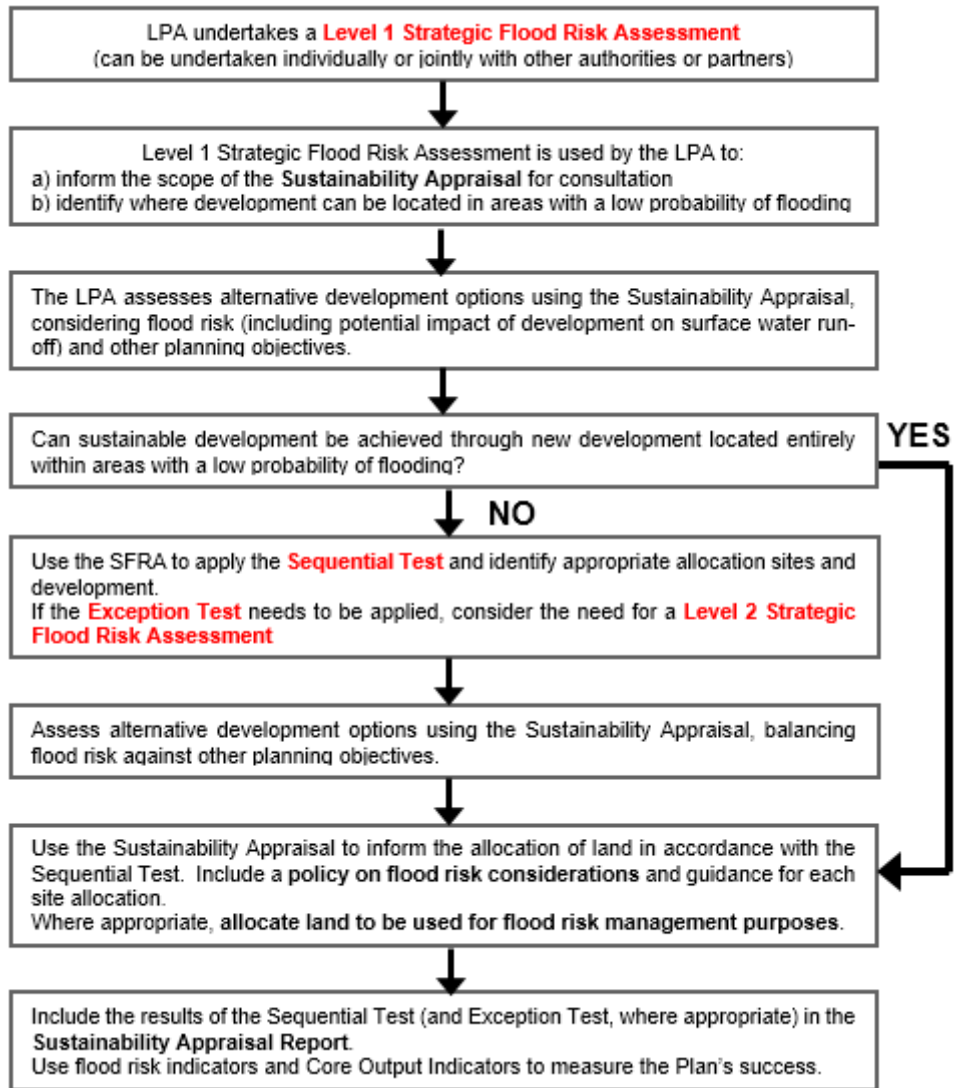 LPA undertakes a Level 1 Strategic Flood Risk Assessment
(can be undertaken individually or jointly with other authorities or partners)
Level 1 Strategic Flood Risk Assessment is used by the LPA to:
a) inform the scope of the Sustainability Appraisal for consultation
b) identify where development can be located in areas with a low probability of flooding
The LPA assesses alternative development options using the Sustainability Appraisal,
considering flood risk (including potential impact of development on surface water run-
off) and other planning objectives.
Can sustainable development be achieved through new development located entirely
within areas with a low probability of flooding?
YES
NO
Use the SFRA to apply the Sequential Test and identify appropriate allocation sites and
development.
If the Exception Test needs to be applied, consider the need for a Level 2 Strategic
Flood Risk Assessment
Assess alternative development options using the Sustainability Appraisal, balancing
flood risk against other planning objectives.
Use the Sustainability Appraisal to inform the allocation of land in accordance with the
Sequential Test. Include a policy on flood risk considerations and guidance for each
site allocation.
Where appropriate, allocate land to be used for flood risk management purposes.
Include the results of the Sequential Test (and Exception Test, where appropriate) in the
Sustainability Appraisal Report.
Use flood risk indicators and Core Output Indicators to measure the Plan's success.